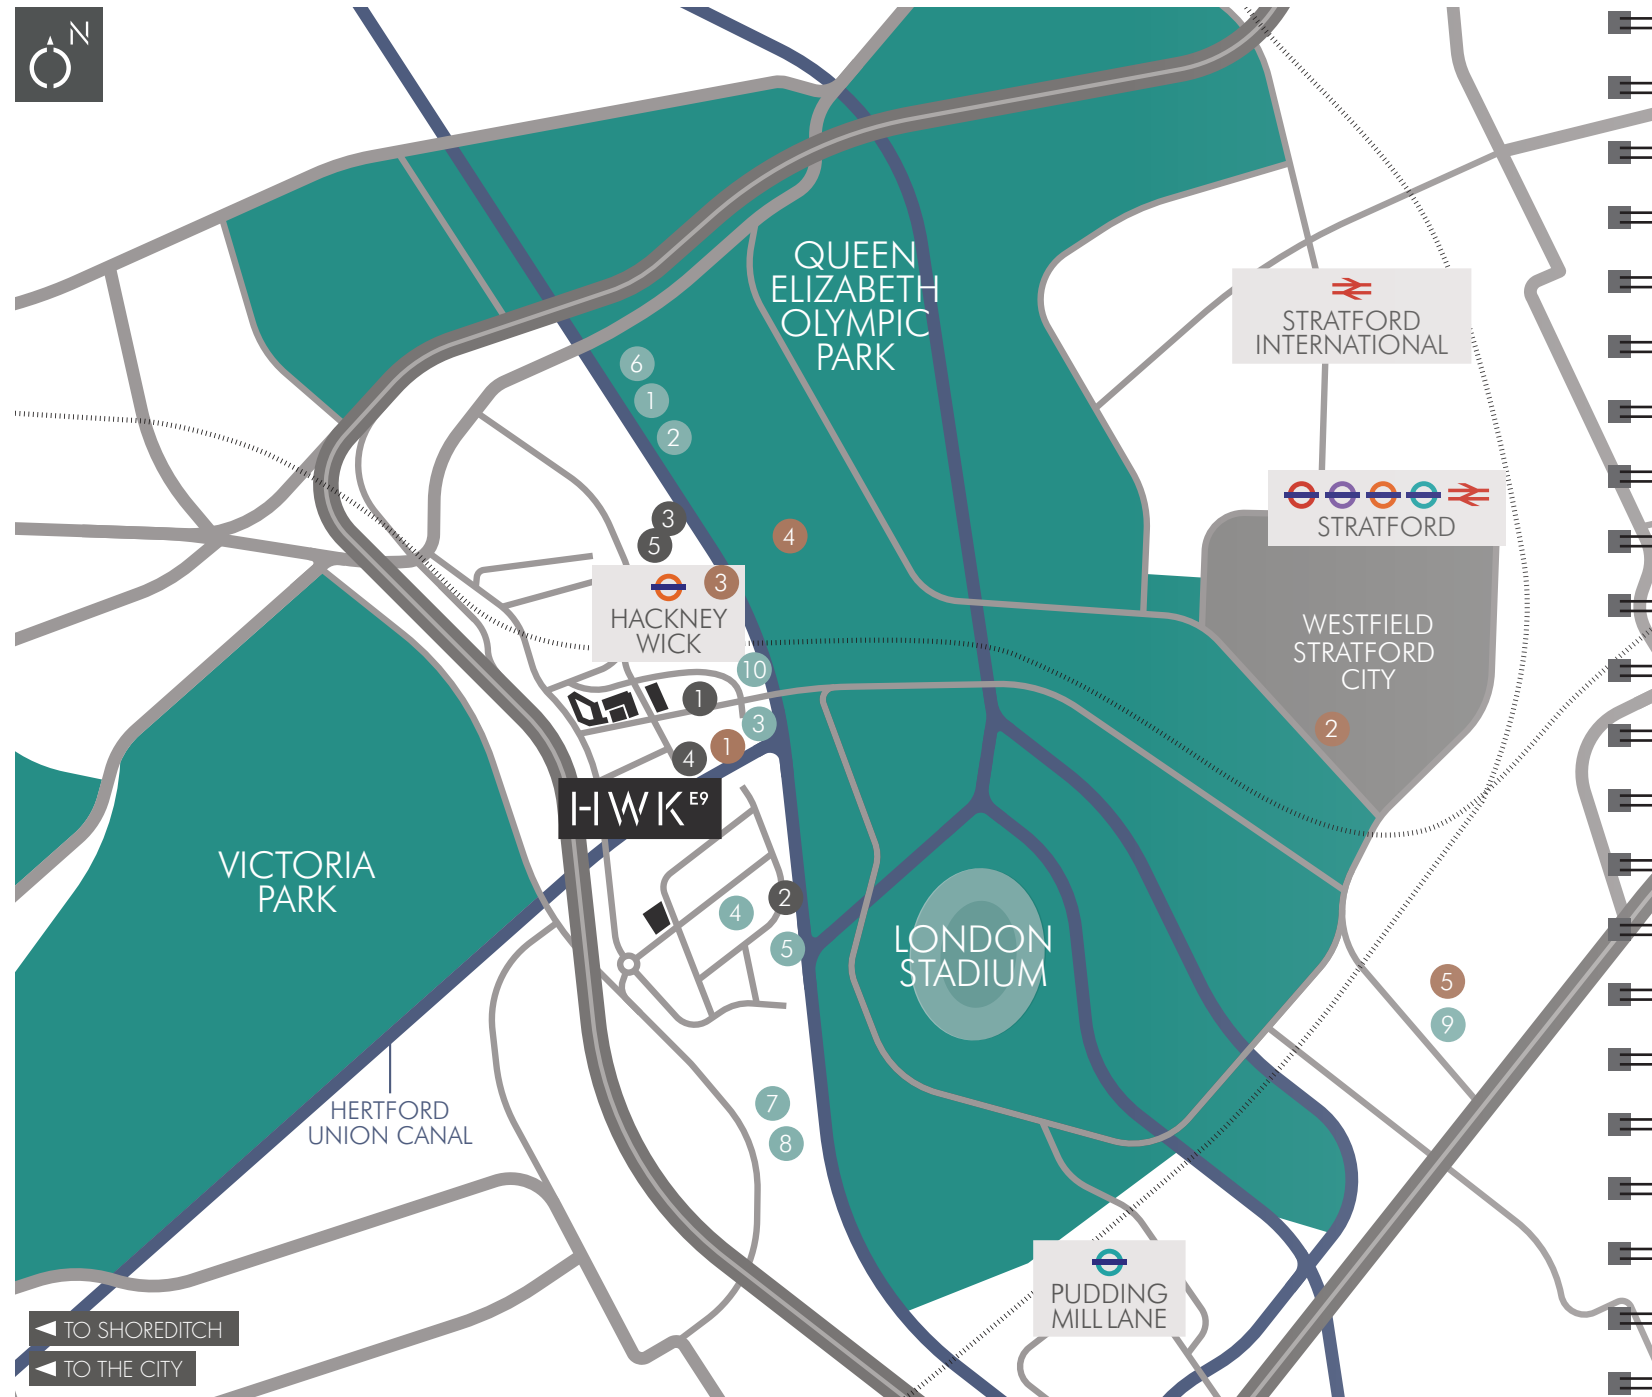 N
QUEEN
ELIZABETH
OLYMPIC
PARK
STRATFORD
INTERNATIONAL
6
1
2
STRATFORD
3
5
4
3
HACKNEY
WICK
WESTFIELD
STRATFORD
CITY
10
1
3
2
1
4
HWK E9
VICTORIA
PARK
2
4
5
LONDON
STADIUM
5
9
HERTFORD
UNION CANAL
7
8
PUDDING
MILL LANE
TO SHOREDITCH
TO THE CITY